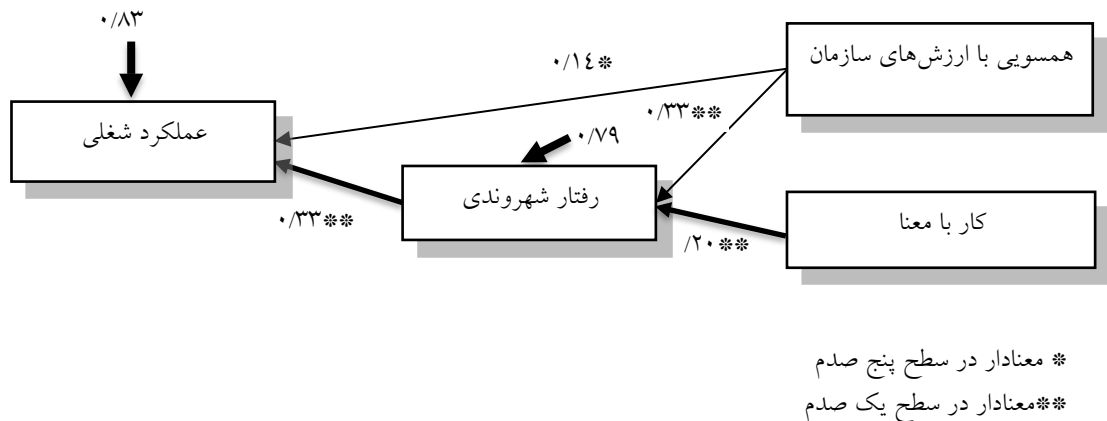 ۰/۸۳
همسویی با ارزش‌های سازمان
۰/۱٤*
۰/۳۳**
عملکرد شغلی
۰/۷۹
رفتار شهروندی
۰/۳۳**
کار با معنا
/۲۰**
* معنادار در سطح پنج صدم
**معنادار در سطح یک صدم